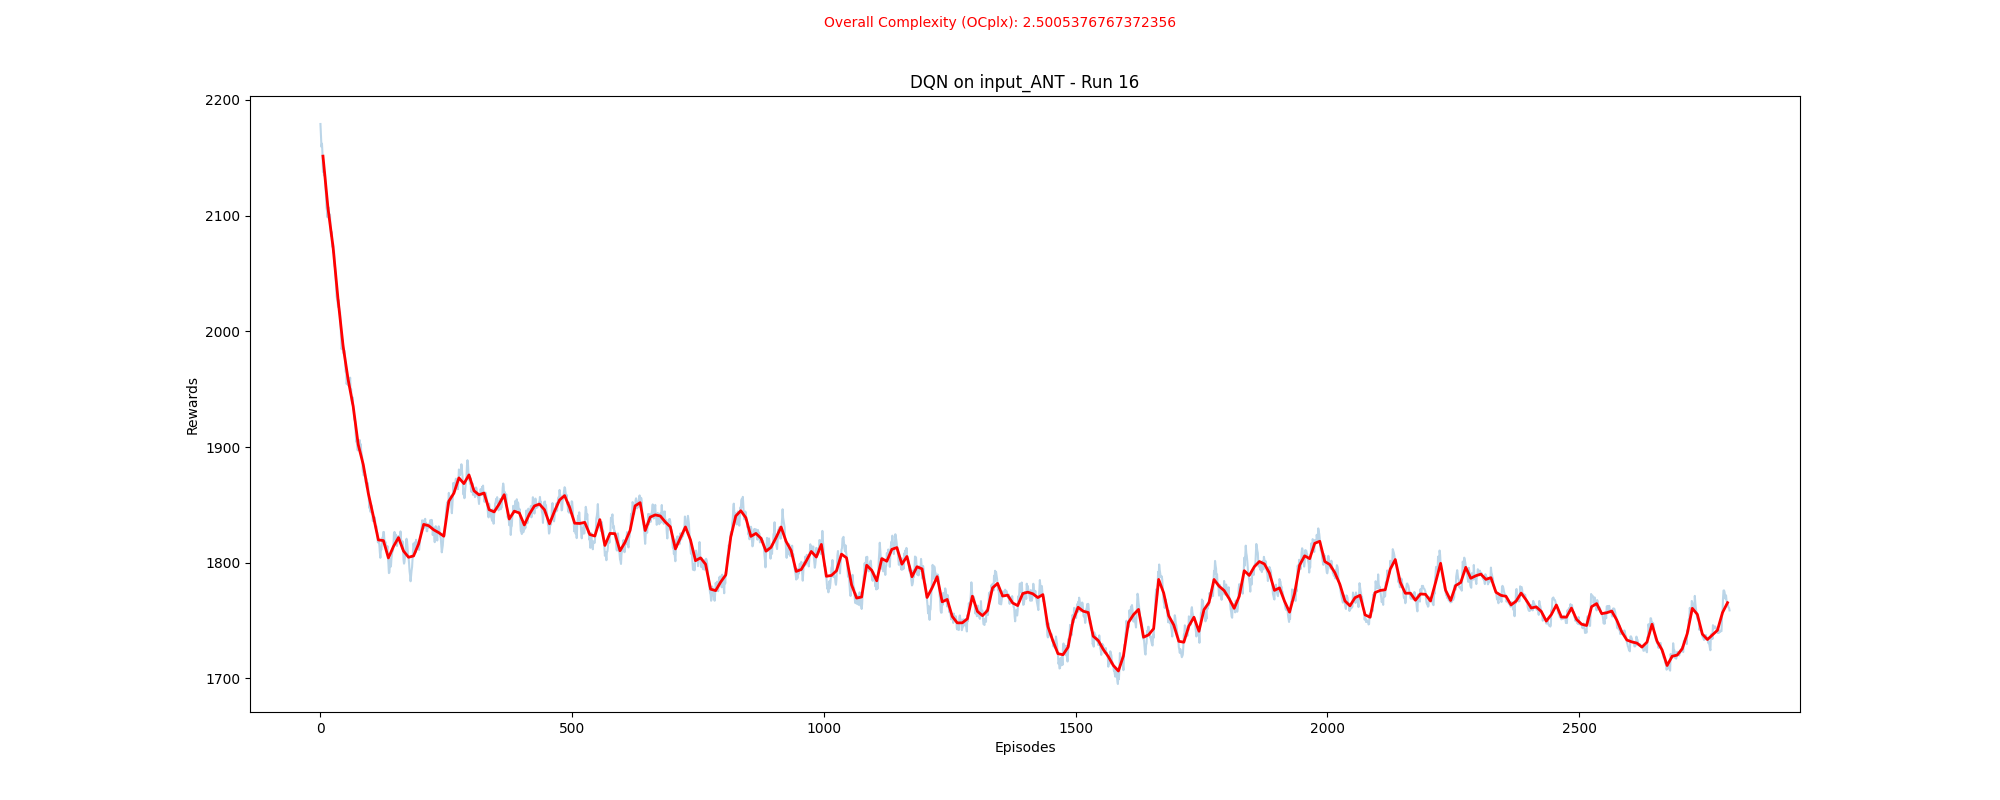 Overall Complexity (OCplx): 2.5005376767372356
DQN on input_ANT - Run 16
2200
2100
2000
1900
1800
1700
Rewards
0 500 1000 1500 2000 2500
Episodes